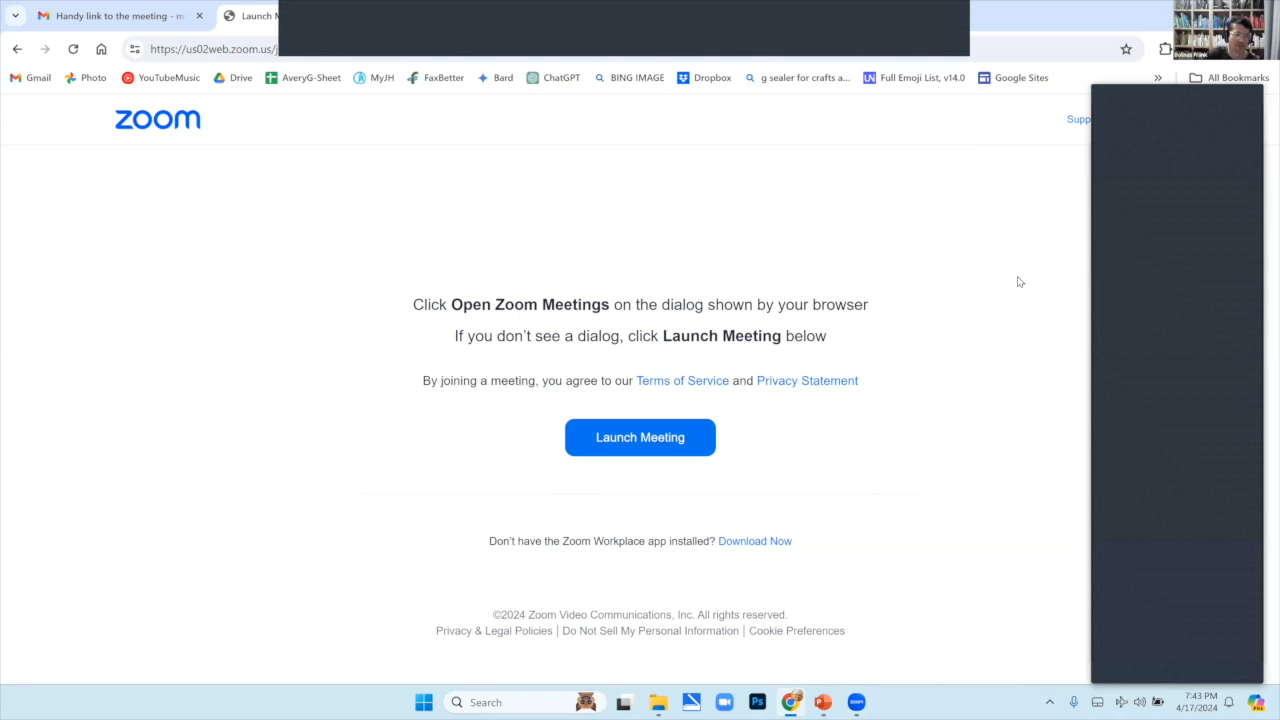 Handy link to the meeting - m
Launch M
https://us02web.zoom.us/j
Bolinas Frank
Gmail Photo YouTubeMusic Drive AveryG-Sheet MyJH FaxBetter Bard ChatGPT BING IMAGE Dropbox g sealer for crafts a... Full Emoji List, v14.0 Google Sites » All Bookmarks
zoom
Supp
Click Open Zoom Meetings on the dialog shown by your browser
If you don't see a dialog, click Launch Meeting below
By joining a meeting, you agree to our Terms of Service and Privacy Statement
Launch Meeting
Don't have the Zoom Workplace app installed? Download Now
©2024 Zoom Video Communications, Inc. All rights reserved.
Privacy & Legal Policies | Do Not Sell My Personal Information | Cookie Preferences
Search
Ps
zoom
7:43 PM
4/17/2024